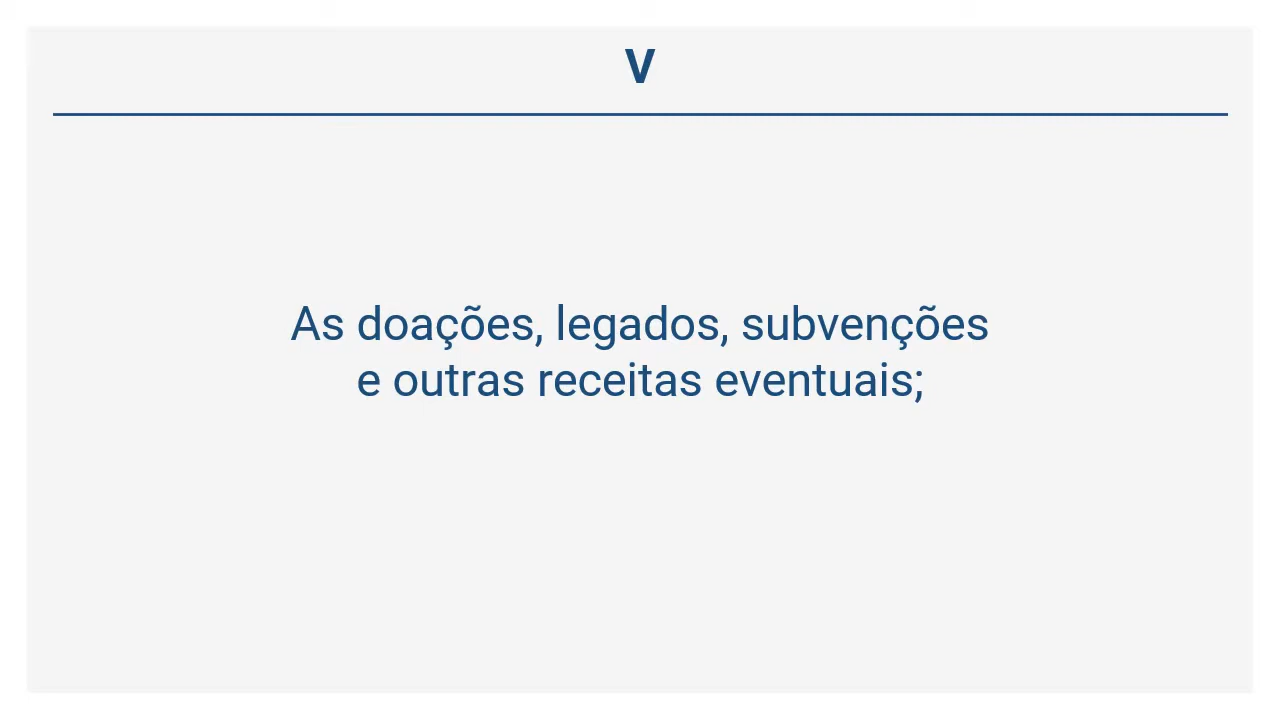 V
As doações, legados, subvenções
e outras receitas eventuais;